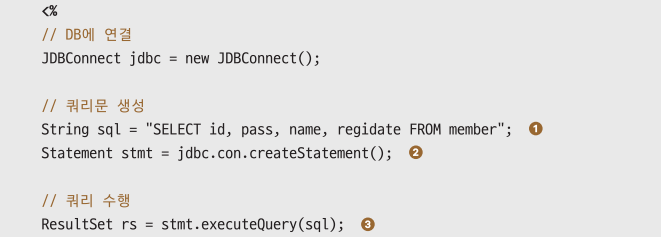 <%
// DB에 연결
JDBConnect jdbc = new JDBConnect();
// 쿼리문 생성
String sql = "SELECT id, pass, name, regidate FROM member"; ❶
Statement stmt = jdbc.con.createStatement(); ❷
// 쿼리 수행
ResultSet rs = stmt.executeQuery(sql); ❸